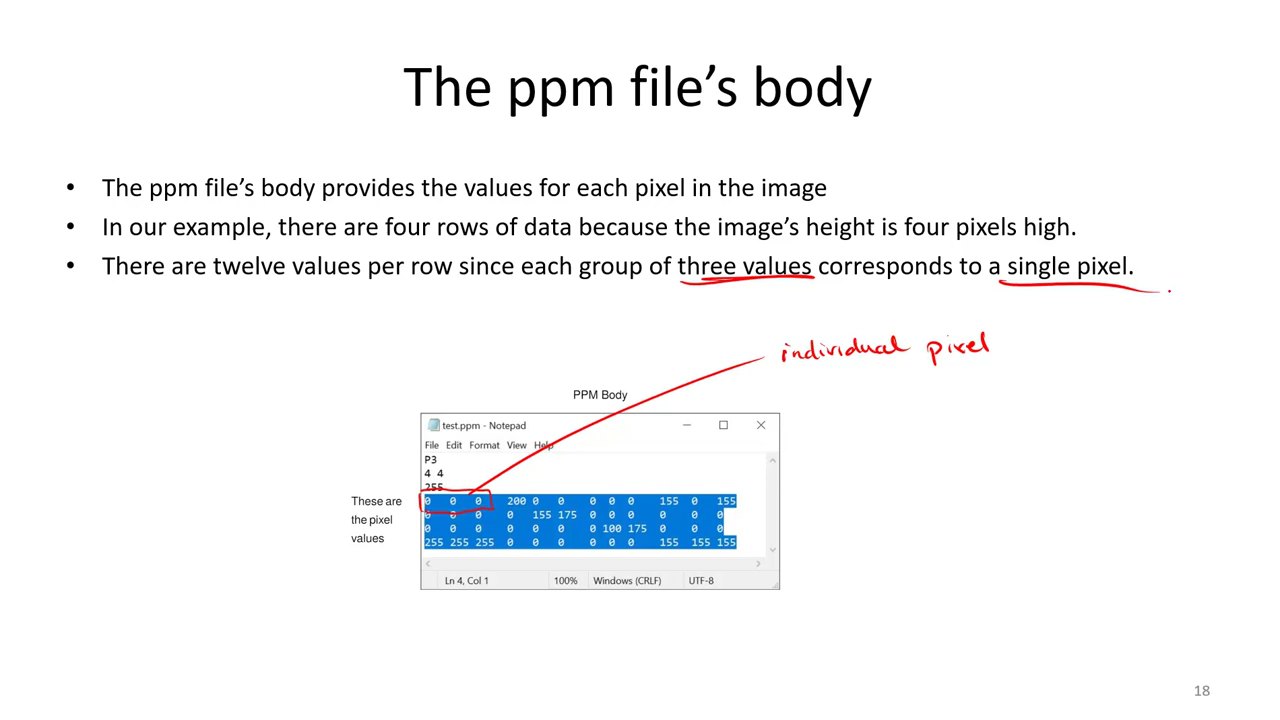 The ppm file’s body
• The ppm file’s body provides the values for each pixel in the image
• In our example, there are four rows of data because the image’s height is four pixels high.
• There are twelve values per row since each group of three values corresponds to a single pixel.
individual pixel
PPM Body
test.ppm - Notepad
File Edit Format View Help
P3
4 4
255
These are
the pixel
values
0 0 0 200 0 0 0 0 0 155 0 155
0 0 0 0 155 175 0 0 0 0 0 0
0 0 0 0 0 0 0 100 175 0 0 0
255 255 255 0 0 0 0 0 0 155 155 155
Ln 4, Col 1 100% Windows (CRLF) UTF-8
18